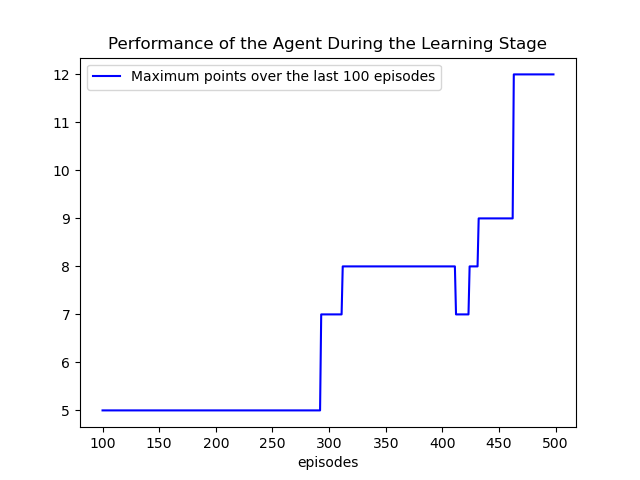 Performance of the Agent During the Learning Stage
Maximum points over the last 100 episodes
12
11
10
9
8
7
6
5
100 150 200 250 300 350 400 450 500
episodes